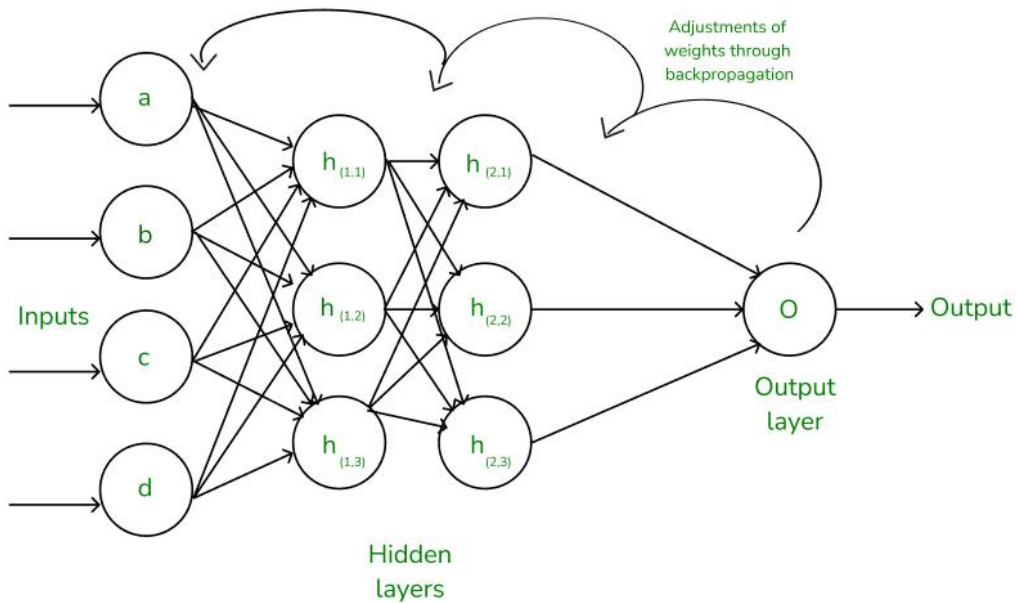 Adjustments of
weights through
backpropagation
a
h (1,1)
h (2,1)
b
Inputs
h (1,2)
h (2,2)
O
Output
c
Output
layer
h (1,3)
h (2,3)
d
Hidden
layers